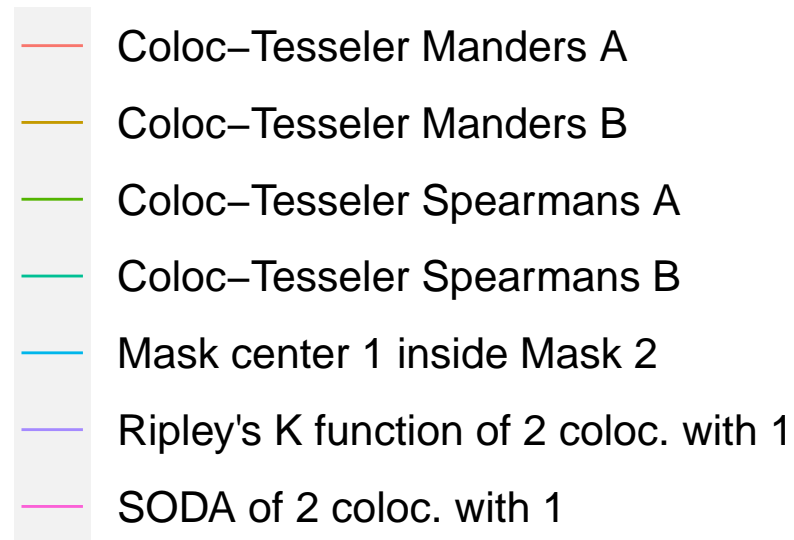 Coloc–Tesseler Manders A
Coloc–Tesseler Manders B
Coloc–Tesseler Spearmans A
Coloc–Tesseler Spearmans B
Mask center 1 inside Mask 2
Ripley's K function of 2 coloc. with 1
SODA of 2 coloc. with 1